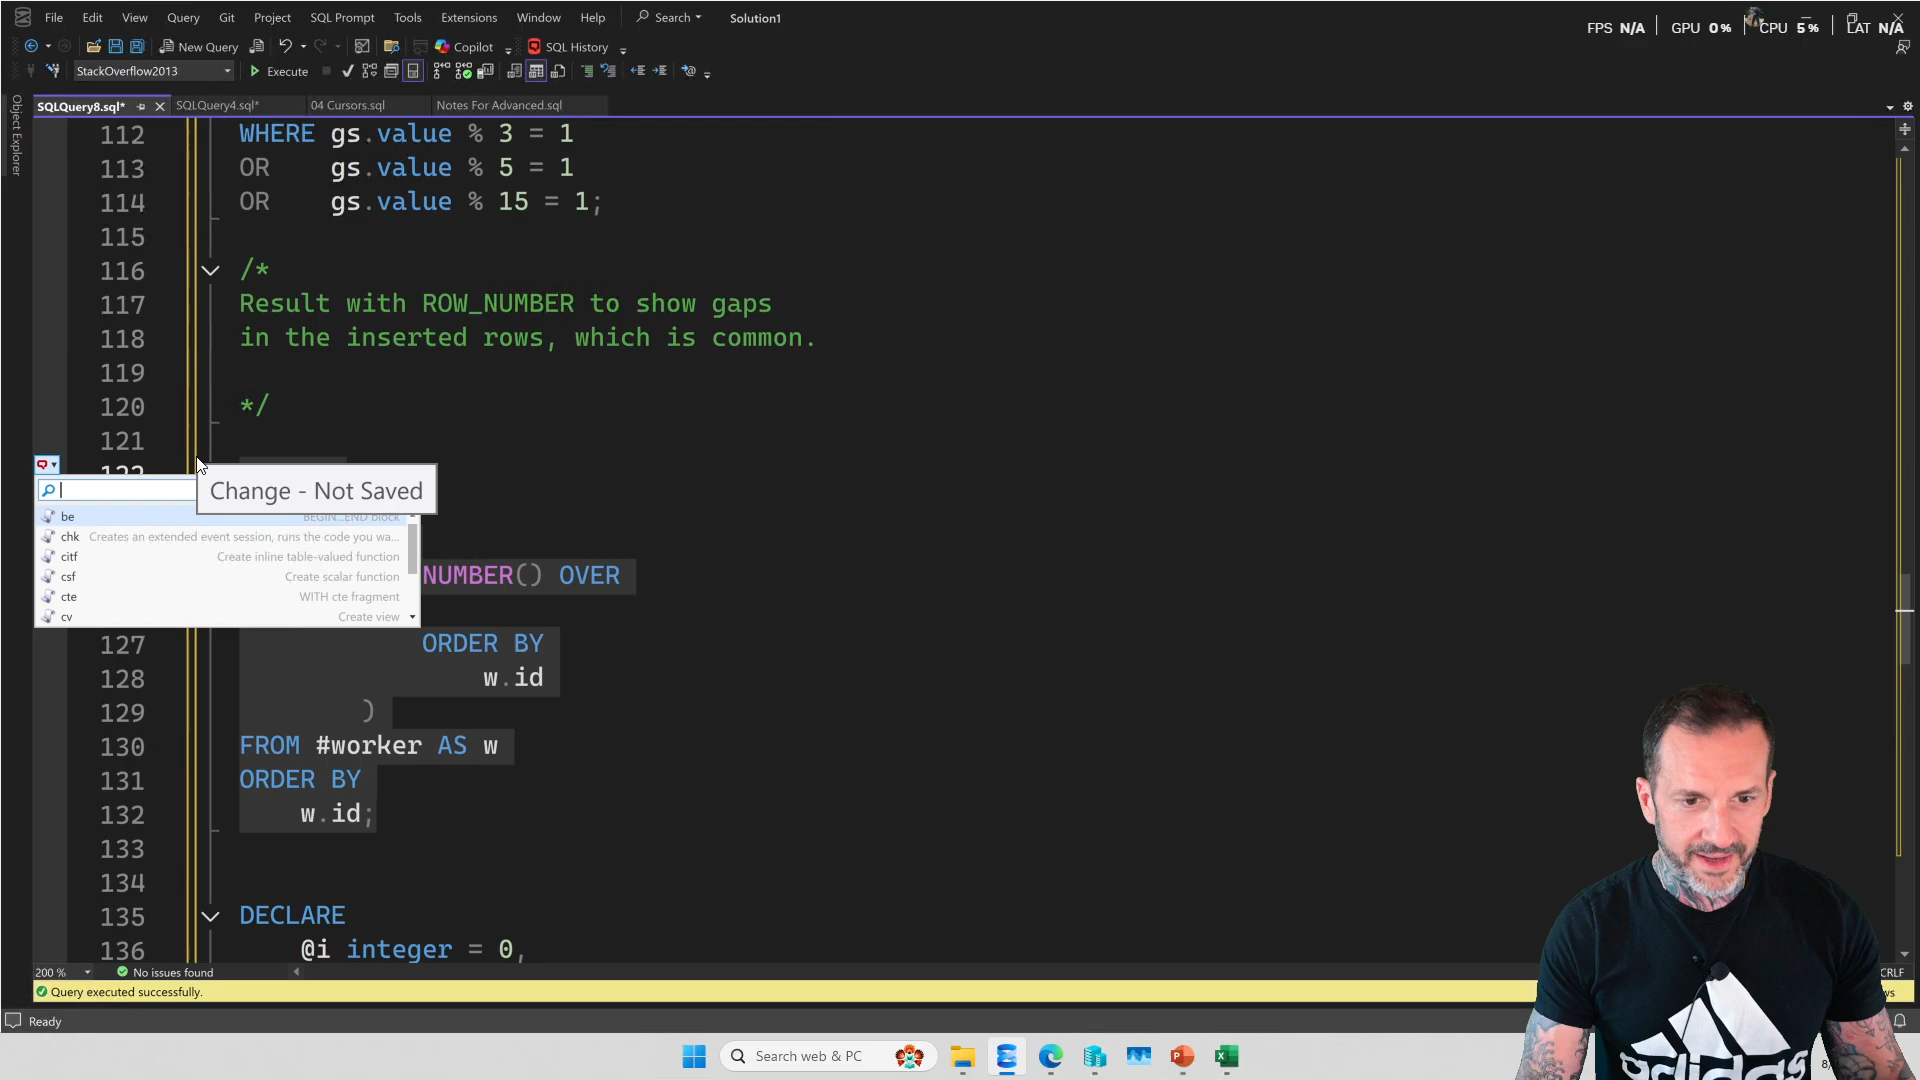 File Edit View Query Git Project SQL Prompt Tools Extensions Window Help Search Solution1
FPS N/A GPU 0% CPU 5% LAT N/A
New Query Copilot SQL History
StackOverflow2013 Execute
SQLQuery8.sql* SQLQuery4.sql* 04 Cursors.sql Notes For Advanced.sql
Object Explorer
112 WHERE gs.value % 3 = 1
113 OR gs.value % 5 = 1
114 OR gs.value % 15 = 1;
115
116 /*
117 Result with ROW_NUMBER to show gaps
118 in the inserted rows, which is common.
119
120 */
121
122
Change - Not Saved
be BEGIN...END block
chk Creates an extended event session, runs the code you wa...
citf Create inline table-valued function
csf Create scalar function
cte WITH cte fragment
cv Create view
NUMBER() OVER
127 ORDER BY
128 w.id
129 )
130 FROM #worker AS w
131 ORDER BY
132 w.id;
133
134
135 DECLARE
136 @i integer = 0,
200 % No issues found CRLF
Query executed successfully.
Ready
Search web & PC
adidas